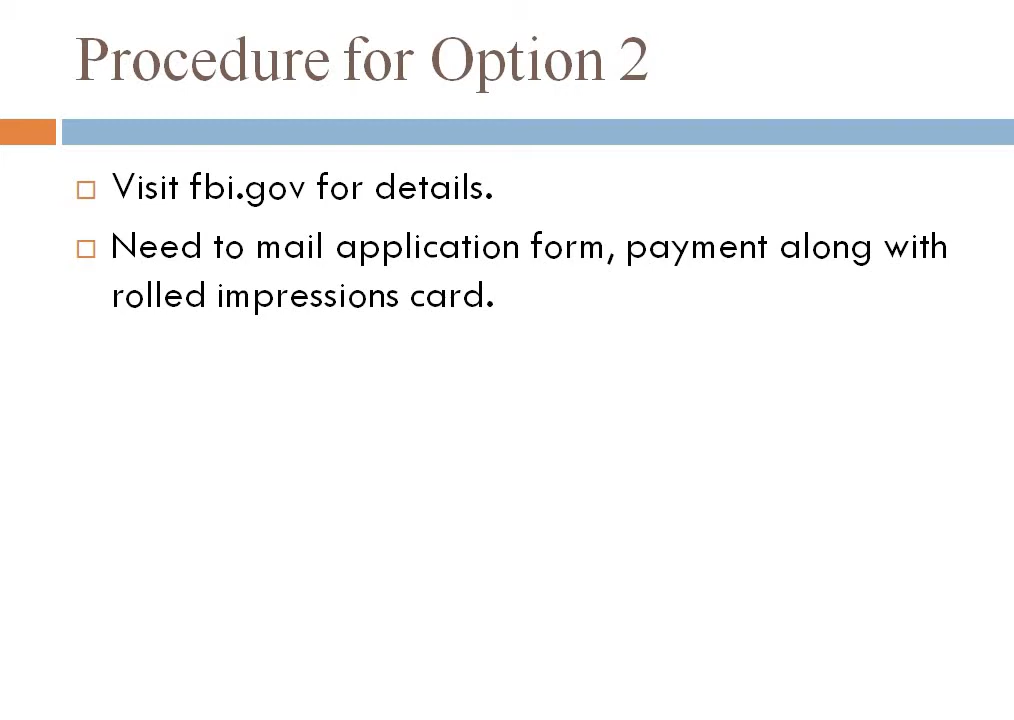 Procedure for Option 2
Visit fbi.gov for details.
Need to mail application form, payment along with
rolled impressions card.